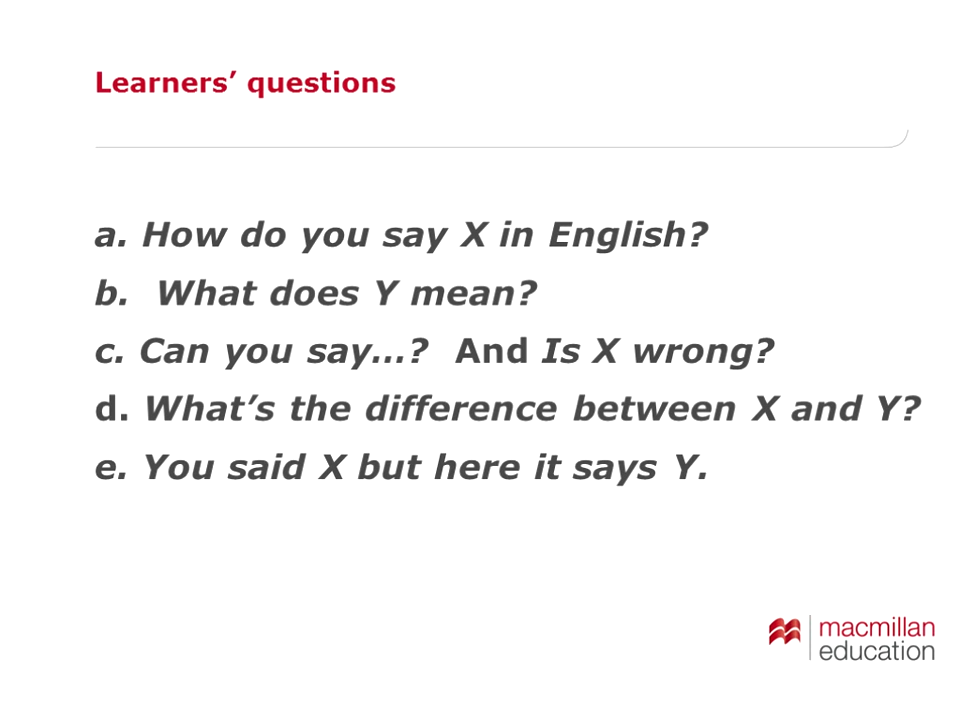 Learners’ questions
a. How do you say X in English?
b. What does Y mean?
c. Can you say…? And Is X wrong?
d. What’s the difference between X and Y?
e. You said X but here it says Y.
macmillan
education